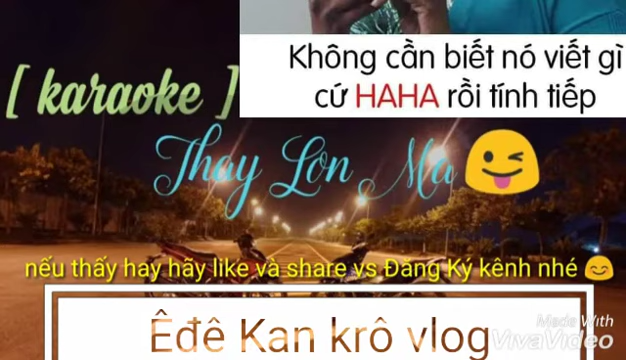 Không cần biết nó viết gì
cứ HAHA rồi tính tiếp
[ karaoke ]
Thay Lơn Ma
nếu thấy hay hãy like và share vs Đăng Ký kênh nhé
Êđê Kan krô vlog
Made With
VivaVideo